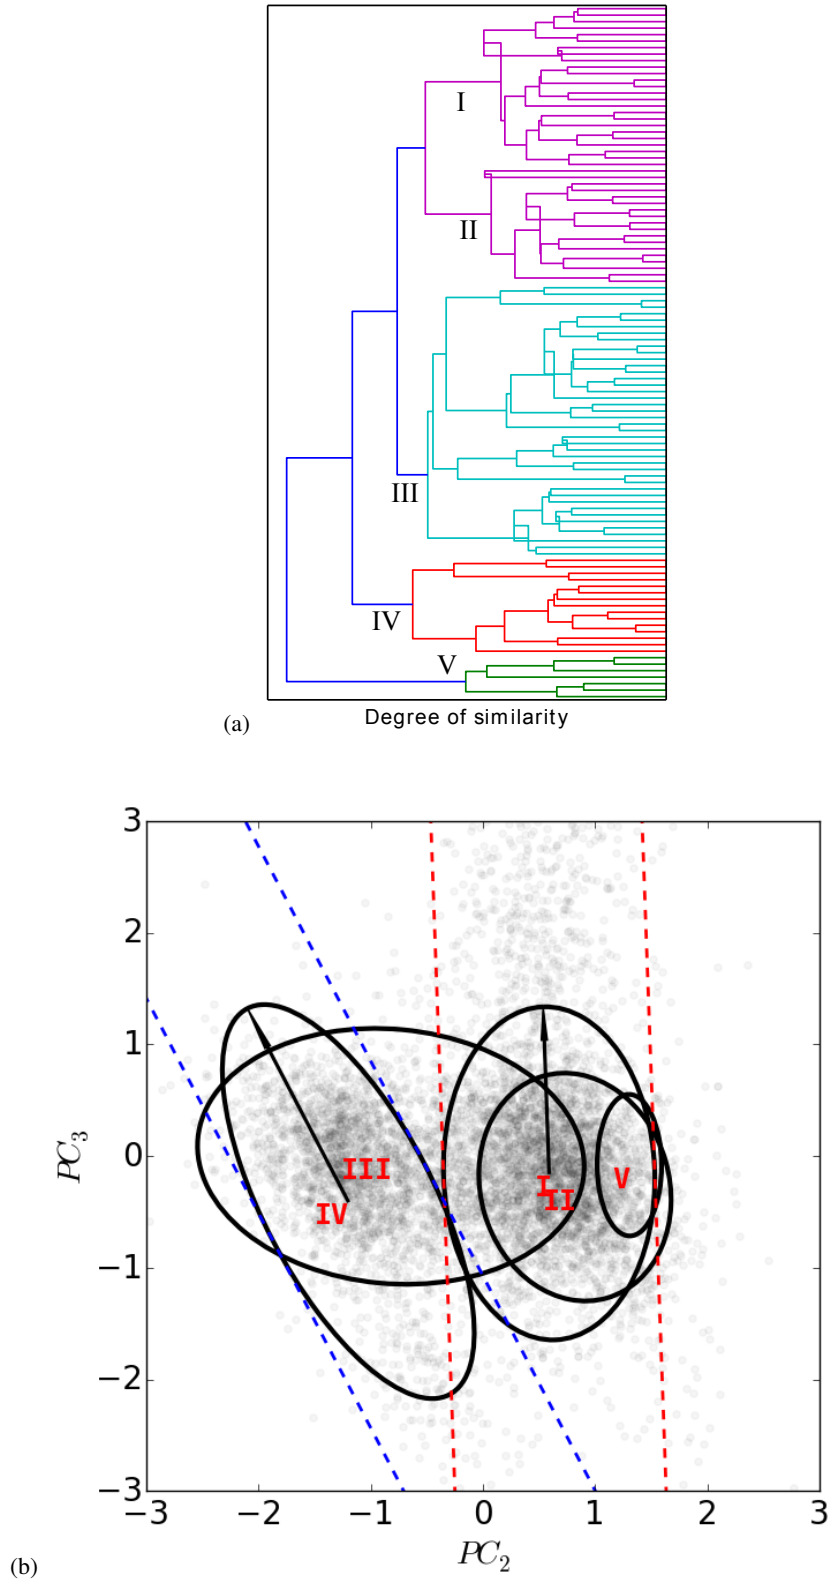 I
II
III
IV
V
Degree of similarity
(a)
3
2
1
0
−1
−2
−3
PC3
III
IV
I
II
V
−3 −2 −1 0 1 2 3
PC2
(b)